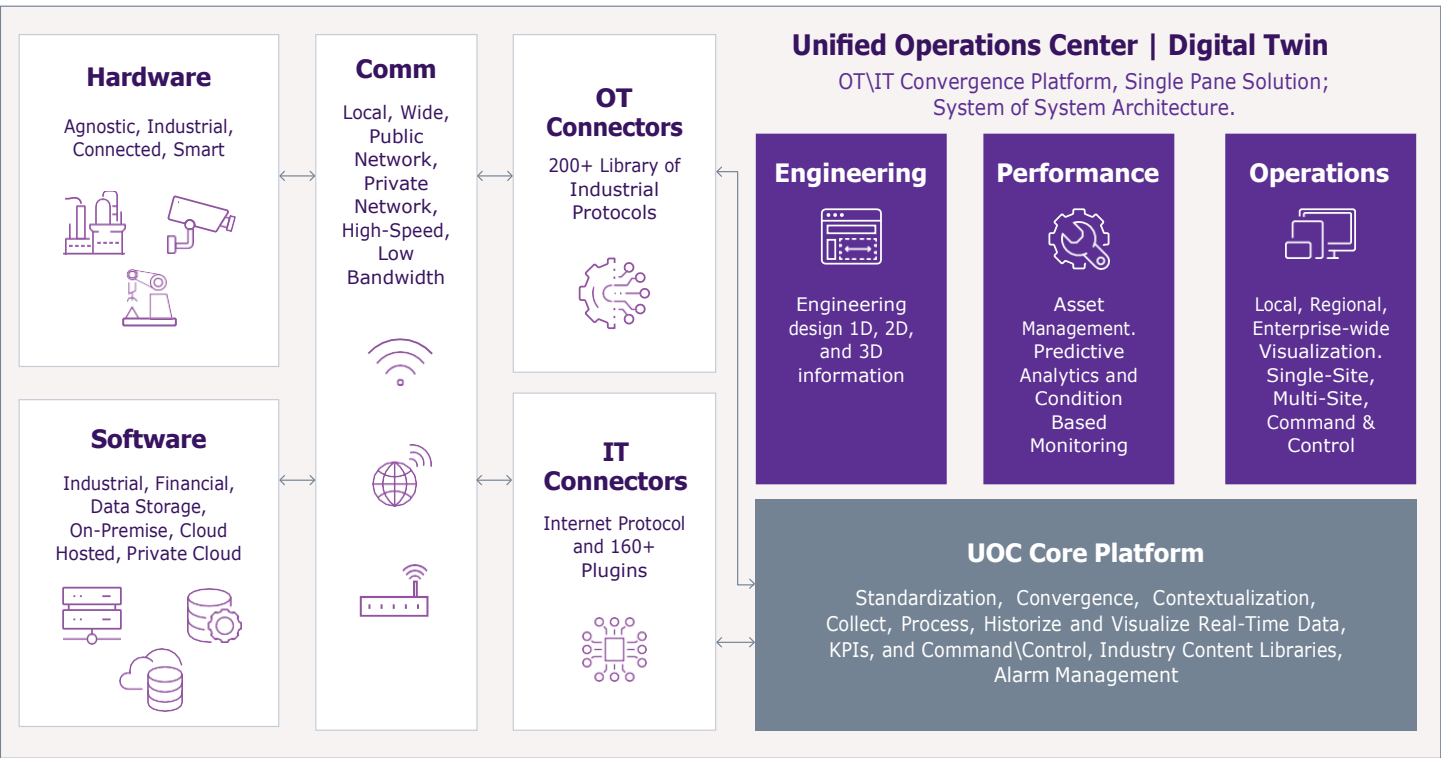 Hardware
Agnostic, Industrial,
Connected, Smart
Software
Industrial, Financial,
Data Storage,
On-Premise, Cloud
Hosted, Private Cloud
Comm
Local, Wide,
Public
Network,
Private
Network,
High-Speed,
Low
Bandwidth
OT
Connectors
200+ Library of
Industrial
Protocols
IT
Connectors
Internet Protocol
and 160+
Plugins
Unified Operations Center | Digital Twin
OT\IT Convergence Platform, Single Pane Solution;
System of System Architecture.
Engineering
Engineering
design 1D, 2D,
and 3D
information
Performance
Asset
Management.
Predictive
Analytics and
Condition
Based
Monitoring
Operations
Local, Regional,
Enterprise-wide
Visualization.
Single-Site,
Multi-Site,
Command &
Control
UOC Core Platform
Standardization, Convergence, Contextualization,
Collect, Process, Historize and Visualize Real-Time Data,
KPIs, and Command\Control, Industry Content Libraries,
Alarm Management